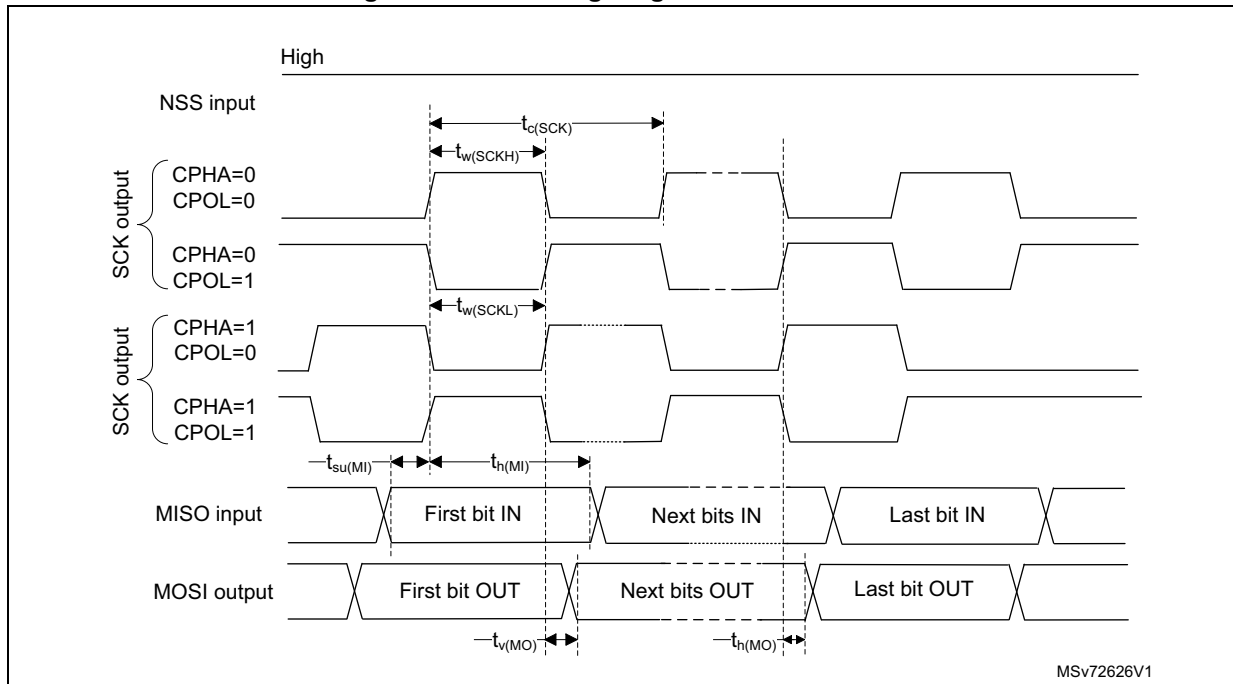 High
NSS input
tc(SCK)
tw(SCKH)
SCK output
CPHA=0
CPOL=0
CPHA=0
CPOL=1
tw(SCKL)
SCK output
CPHA=1
CPOL=0
CPHA=1
CPOL=1
tsu(MI)
th(MI)
MISO input
First bit IN
Next bits IN
Last bit IN
MOSI output
First bit OUT
Next bits OUT
Last bit OUT
tv(MO)
th(MO)
MSv72626V1